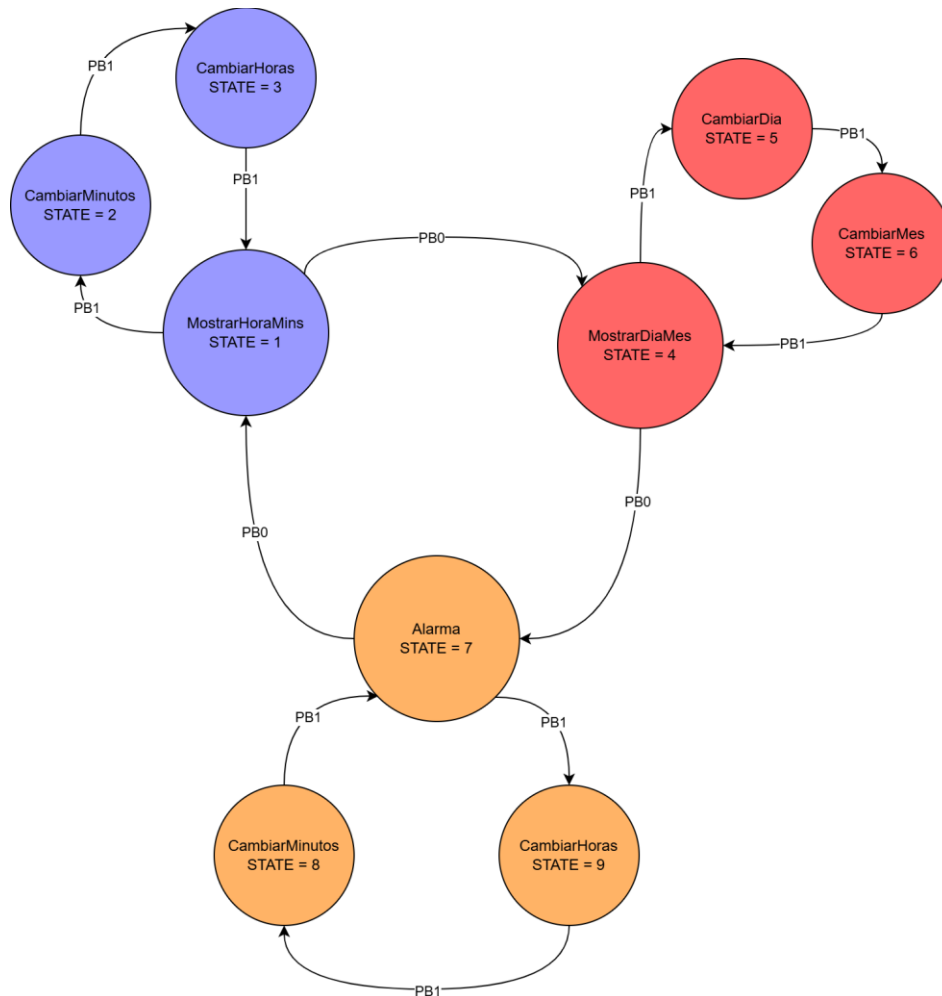 CambiarHoras
STATE = 3
PB1
CambiarMinutos
STATE = 2
PB1
PB1
MostrarHoraMins
STATE = 1
PB0
CambiarDia
STATE = 5
PB1
CambiarMes
STATE = 6
PB1
MostrarDiaMes
STATE = 4
PB1
PB0
PB0
Alarma
STATE = 7
PB1
PB1
CambiarMinutos
STATE = 8
CambiarHoras
STATE = 9
PB1